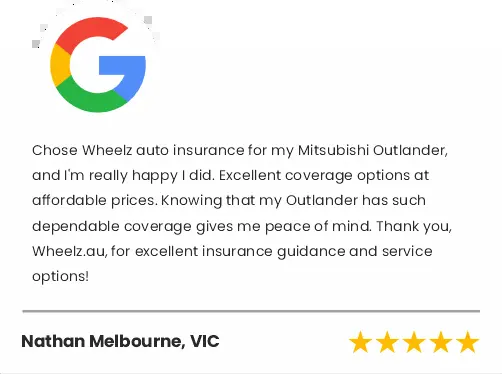 Chose Wheelz auto insurance for my Mitsubishi Outlander,
and I'm really happy I did. Excellent coverage options at
affordable prices. Knowing that my Outlander has such
dependable coverage gives me peace of mind. Thank you,
Wheelz.au, for excellent insurance guidance and service
options!
Nathan Melbourne, VIC